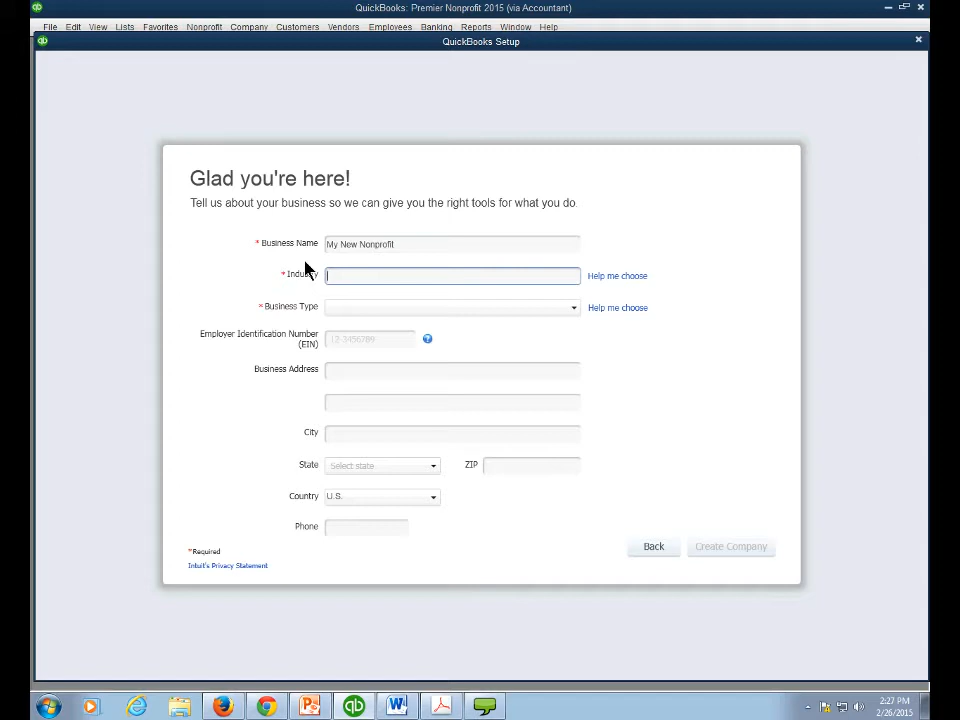 QuickBooks: Premier Nonprofit 2015 (via Accountant)
File Edit View Lists Favorites Nonprofit Company Customers Vendors Employees Banking Reports Window Help
QuickBooks Setup
Glad you're here!
Tell us about your business so we can give you the right tools for what you do.
* Business Name My New Nonprofit
* Industry Help me choose
* Business Type Help me choose
Employer Identification Number
(EIN) 12-3456789
Business Address
City
State Select state ZIP
Country U.S.
Phone
Back Create Company
*Required
Intuit's Privacy Statement
2:27 PM
2/26/2015